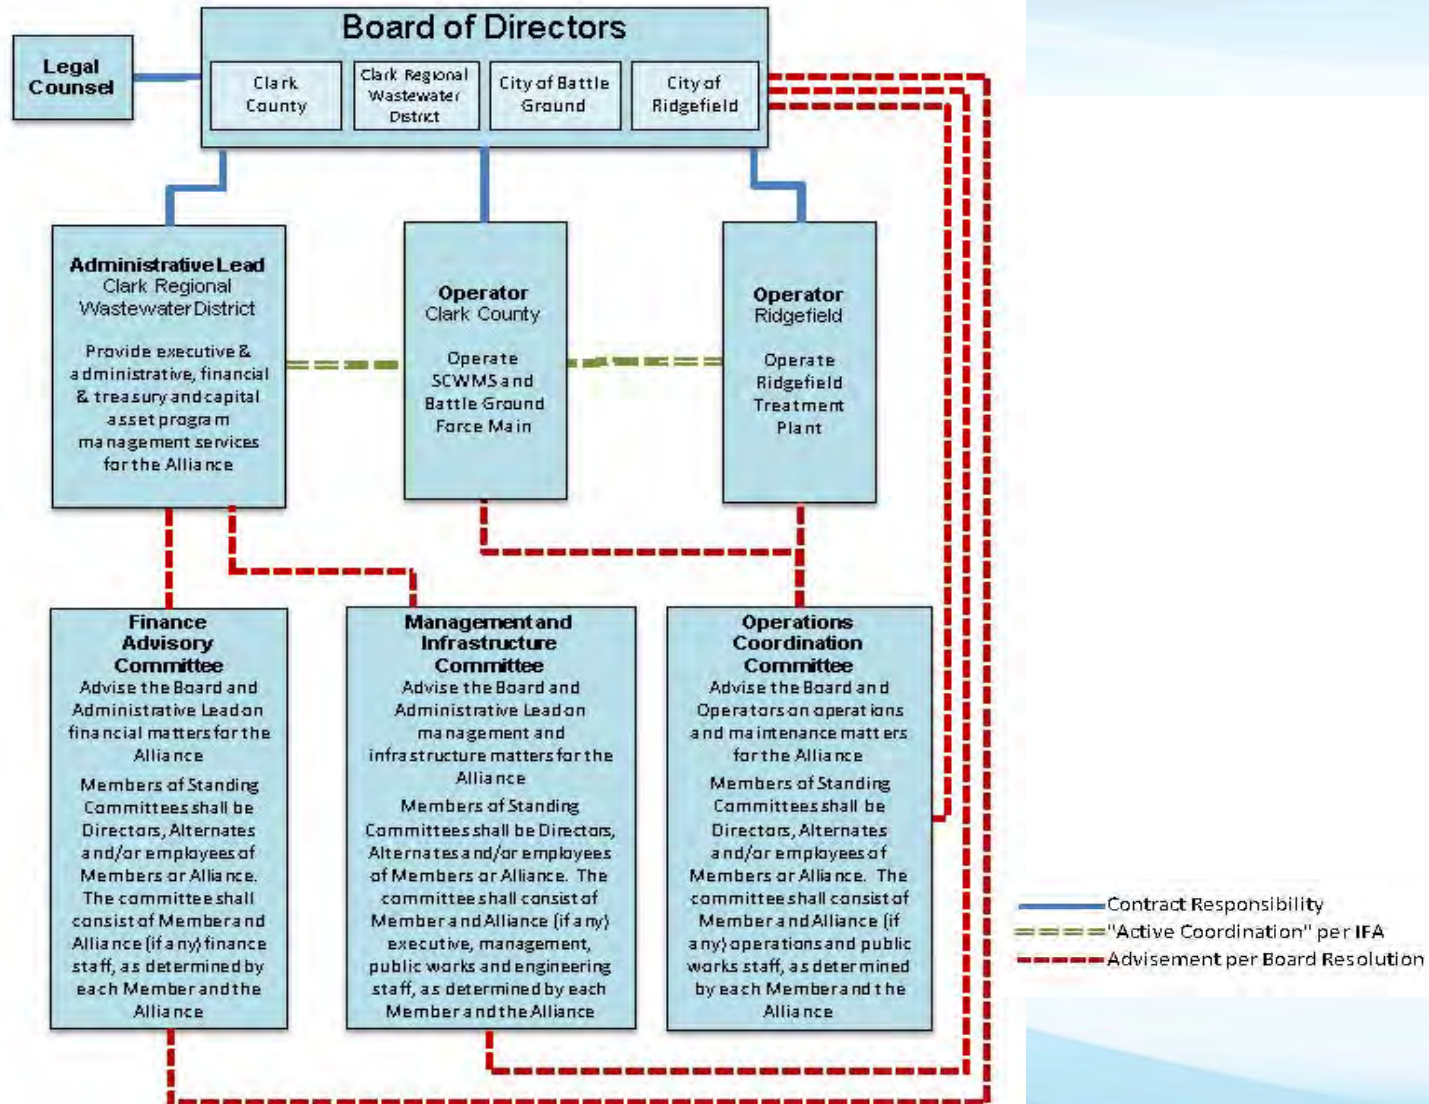 Board of Directors
Legal
Counsel
Clark
County
Clark Regional
Wastewater
District
City of Battle
Ground
City of
Ridgefield
Administrative Lead
Clark Regional
Wastewater District
Provide executive &
administrative, financial
& treasury and capital
asset program
management services
for the Alliance
Operator
Clark County
Operate
SCWMS and
Battle Ground
Force Main
Operator
Ridgefield
Operate
Ridgefield
Treatment
Plant
Finance
Advisory
Committee
Advise the Board and
Administrative Lead on
financial matters for the
Alliance
Members of Standing
Committees shall be
Directors, Alternates
and/or employees of
Members or Alliance.
The committee shall
consist of Member and
Alliance (if any) finance
staff, as determined by
each Member and the
Alliance
Management and
Infrastructure
Committee
Advise the Board and
Administrative Lead on
management and
infrastructure matters for the
Alliance
Members of Standing
Committees shall be Directors,
Alternates and/or employees
of Members or Alliance. The
committee shall consist of
Member and Alliance (if any)
executive, management,
public works and engineering
staff, as determined by each
Member and the Alliance
Operations
Coordination
Committee
Advise the Board and
Operators on operations
and maintenance matters
for the Alliance
Members of Standing
Committees shall be
Directors, Alternates
and/or employees of
Members or Alliance. The
committee shall consist of
Member and Alliance (if
any) operations and public
works staff, as determined
by each Member and the
Alliance
Contract Responsibility
"Active Coordination" per IFA
Advisement per Board Resolution